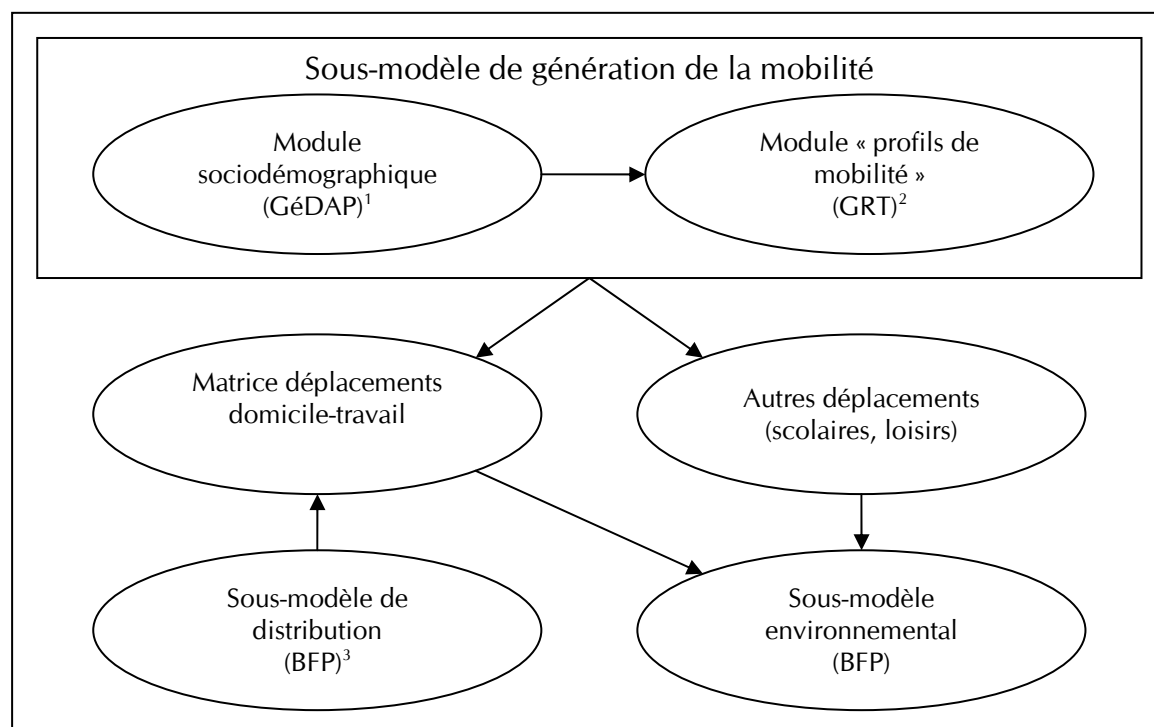 Sous-modèle de génération de la mobilité
Module
sociodémographique
(GéDAP)¹
Module « profils de
mobilité »
(GRT)²
Matrice déplacements
domicile-travail
Autres déplacements
(scolaires, loisirs)
Sous-modèle de
distribution
(BFP)³
Sous-modèle
environnemental
(BFP)